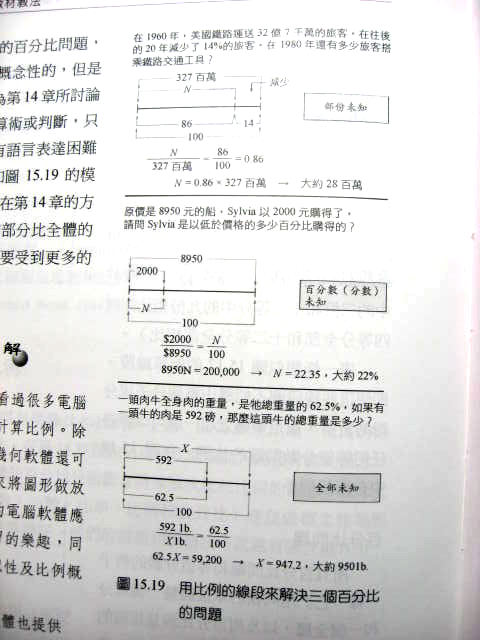 材教法
的百分比問題，
概念性的，但是
為第14章所討論
算術或判斷，只
有語言表達困難
如圖 15.19 的模
在第14章的方
部分比全體的
要受到更多的
解
看過很多電腦
計算比例。除
幾何軟體還可
來將圖形做放
的電腦軟體應
的樂趣，同
性及比例概
體也提供
在 1960 年，美國鐵路運送 32 億 7 千萬的旅客。在往後
的 20 年減少了 14%的旅客。在 1980 年還有多少旅客搭
乘鐵路交通工具？
327 百萬
N
減少
86
14
100
部份未知
N/327 百萬 = 86/100 = 0.86
N = 0.86 × 327 百萬 → 大約 28 百萬
原價是 8950 元的船，Sylvia 以 2000 元購得了，
請問 Sylvia 是以低於價格的多少百分比購得的？
8950
2000
N
100
百分數（分數）
未知
$2000/$8950 = N/100
8950N = 200,000 → N = 22.35，大約 22%
一頭肉牛全身肉的重量，是牠總重量的 62.5%，如果有
一頭牛的肉是 592 磅，那麼這頭牛的總重量是多少？
X
592
62.5
100
全部未知
592 lb./X lb. = 62.5/100
62.5 X = 59,200 → X = 947.2，大約 950lb.
圖 15.19 用比例的線段來解決三個百分比
的問題